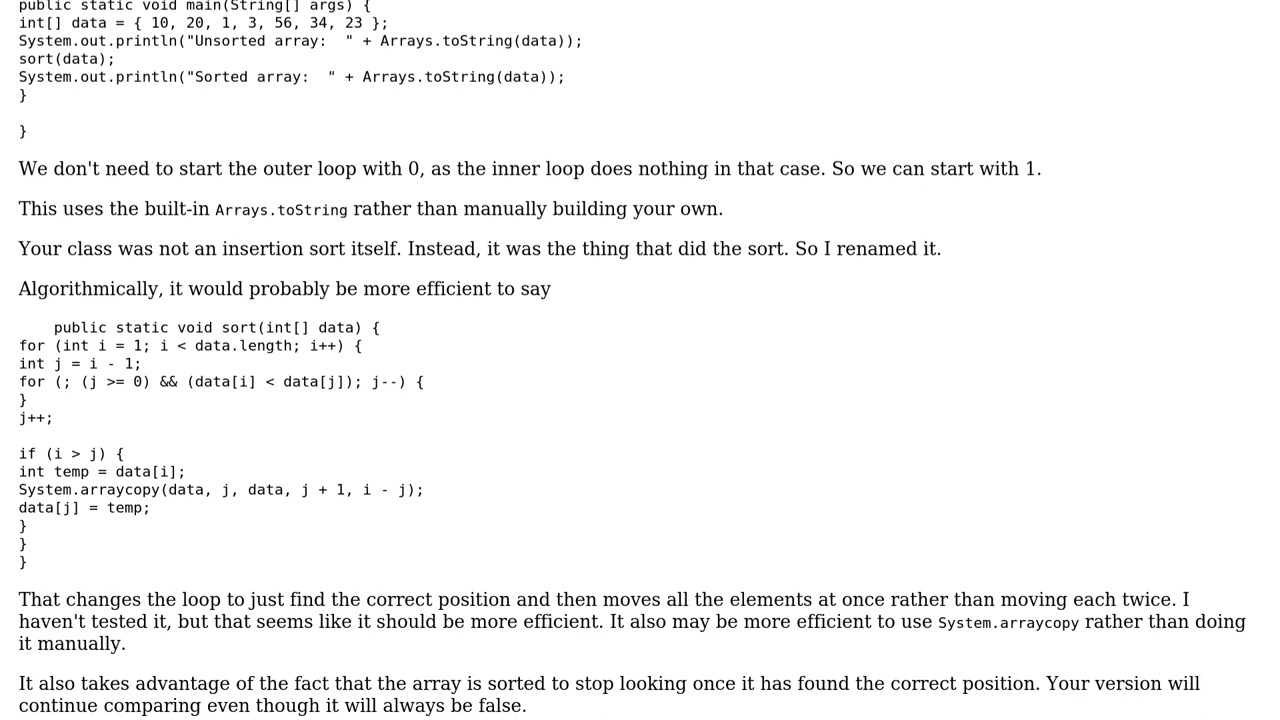 public static void main(String[] args) {
int[] data = { 10, 20, 1, 3, 56, 34, 23 };
System.out.println("Unsorted array:  " + Arrays.toString(data));
sort(data);
System.out.println("Sorted array:  " + Arrays.toString(data));
}
}
We don't need to start the outer loop with 0, as the inner loop does nothing in that case. So we can start with 1.
This uses the built-in Arrays.toString rather than manually building your own.
Your class was not an insertion sort itself. Instead, it was the thing that did the sort. So I renamed it.
Algorithmically, it would probably be more efficient to say
public static void sort(int[] data) {
for (int i = 1; i < data.length; i++) {
int j = i - 1;
for (; (j >= 0) && (data[i] < data[j]); j--) {
}
j++;
if (i > j) {
int temp = data[i];
System.arraycopy(data, j, data, j + 1, i - j);
data[j] = temp;
}
}
}
That changes the loop to just find the correct position and then moves all the elements at once rather than moving each twice. I
haven't tested it, but that seems like it should be more efficient. It also may be more efficient to use System.arraycopy rather than doing
it manually.
It also takes advantage of the fact that the array is sorted to stop looking once it has found the correct position. Your version will
continue comparing even though it will always be false.